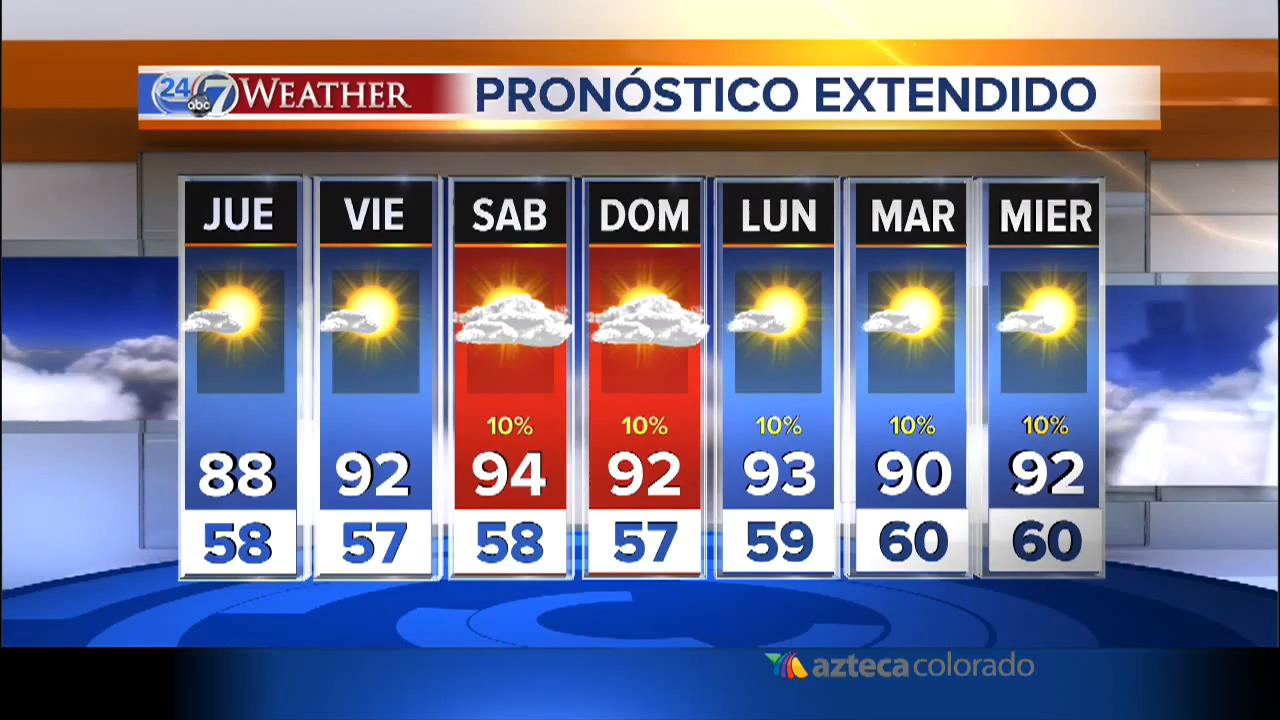 24 7 abc WEATHER PRONÓSTICO EXTENDIDO
JUE VIE SAB DOM LUN MAR MIER
10% 10% 10% 10% 10%
88 92 94 92 93 90 92
58 57 58 57 59 60 60
azteca colorado